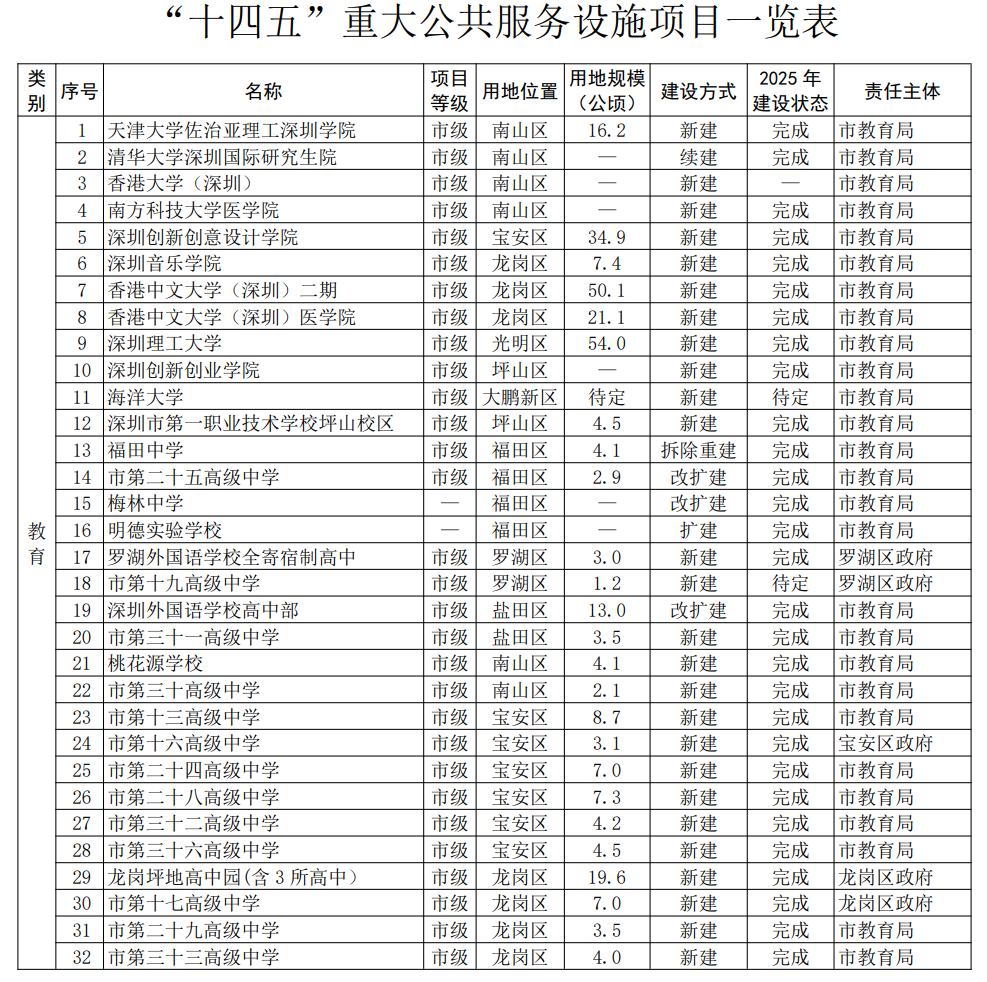 “十四五”重大公共服务设施项目一览表
类别 序号 名称 项目等级 用地位置 用地规模（公顷） 建设方式 2025 年建设状态 责任主体
教育
1 天津大学佐治亚理工深圳学院 市级 南山区 16.2 新建 完成 市教育局
2 清华大学深圳国际研究生院 市级 南山区 — 续建 完成 市教育局
3 香港大学（深圳） 市级 南山区 — 新建 — 市教育局
4 南方科技大学医学院 市级 南山区 — 新建 完成 市教育局
5 深圳创新创意设计学院 市级 宝安区 34.9 新建 完成 市教育局
6 深圳音乐学院 市级 龙岗区 7.4 新建 完成 市教育局
7 香港中文大学（深圳）二期 市级 龙岗区 50.1 新建 完成 市教育局
8 香港中文大学（深圳）医学院 市级 龙岗区 21.1 新建 完成 市教育局
9 深圳理工大学 市级 光明区 54.0 新建 完成 市教育局
10 深圳创新创业学院 市级 坪山区 — 新建 完成 市教育局
11 海洋大学 市级 大鹏新区 待定 新建 待定 市教育局
12 深圳市第一职业技术学校坪山校区 市级 坪山区 4.5 新建 完成 市教育局
13 福田中学 市级 福田区 4.1 拆除重建 完成 市教育局
14 市第二十五高级中学 市级 福田区 2.9 改扩建 完成 市教育局
15 梅林中学 — 福田区 — 改扩建 完成 市教育局
16 明德实验学校 — 福田区 — 扩建 完成 市教育局
17 罗湖外国语学校全寄宿制高中 市级 罗湖区 3.0 新建 完成 罗湖区政府
18 市第十九高级中学 市级 罗湖区 1.2 新建 待定 罗湖区政府
19 深圳外国语学校高中部 市级 盐田区 13.0 改扩建 完成 市教育局
20 市第三十一高级中学 市级 盐田区 3.5 新建 完成 市教育局
21 桃花源学校 市级 南山区 4.1 新建 完成 市教育局
22 市第三十高级中学 市级 南山区 2.1 新建 完成 市教育局
23 市第十三高级中学 市级 宝安区 8.7 新建 完成 市教育局
24 市第十六高级中学 市级 宝安区 3.1 新建 完成 宝安区政府
25 市第二十四高级中学 市级 宝安区 7.0 新建 完成 市教育局
26 市第二十八高级中学 市级 宝安区 7.3 新建 完成 市教育局
27 市第三十二高级中学 市级 宝安区 4.2 新建 完成 市教育局
28 市第三十六高级中学 市级 宝安区 4.5 新建 完成 市教育局
29 龙岗坪地高中园(含 3 所高中） 市级 龙岗区 19.6 新建 完成 龙岗区政府
30 市第十七高级中学 市级 龙岗区 7.0 新建 完成 龙岗区政府
31 市第二十九高级中学 市级 龙岗区 3.5 新建 完成 市教育局
32 市第三十三高级中学 市级 龙岗区 4.0 新建 完成 市教育局